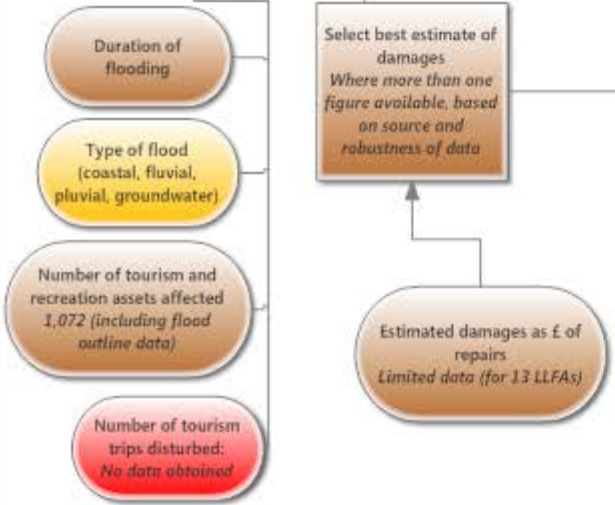 Duration of
flooding
Type of flood
(coastal, fluvial,
pluvial, groundwater)
Number of tourism and
recreation assets affected
1,072 (including flood
outline data)
Number of tourism
trips disturbed:
No data obtained
Select best estimate of
damages
Where more than one
figure available, based
on source and
robustness of data
Estimated damages as £ of
repairs
Limited data (for 13 LLFAs)